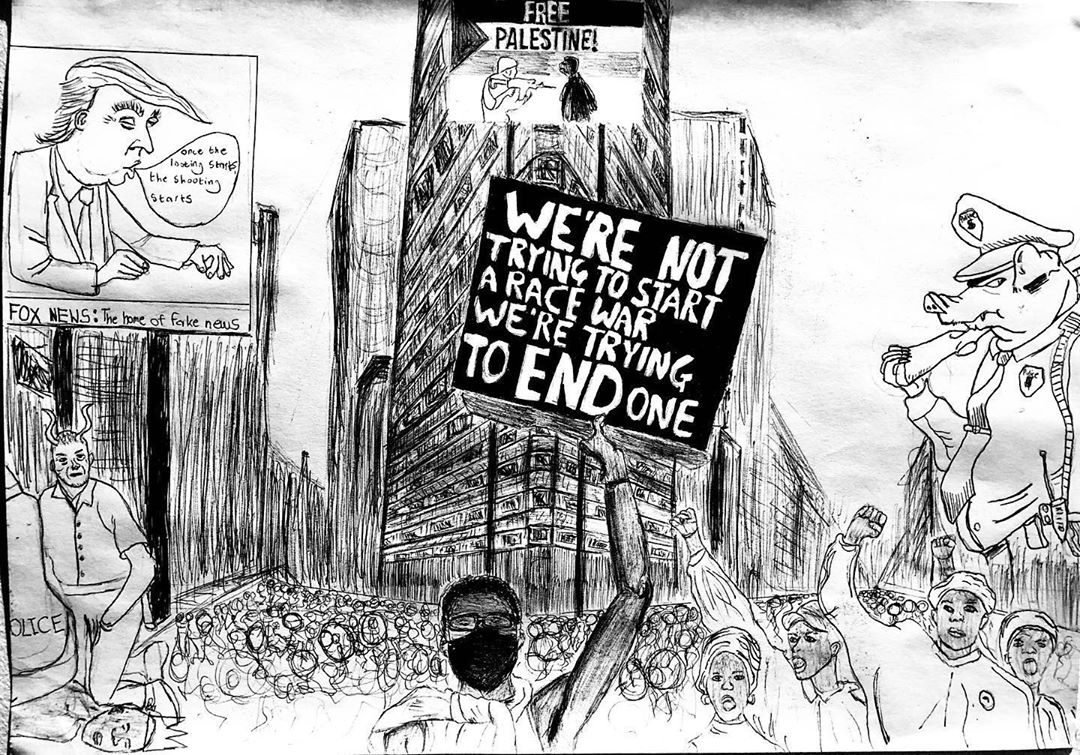 FREE
PALESTINE!
once the
looting starts,
the shooting
starts
FOX NEWS: The home of fake news
WE'RE NOT
TRYING TO START
A RACE WAR
WE'RE TRYING
TO END ONE
OLICE